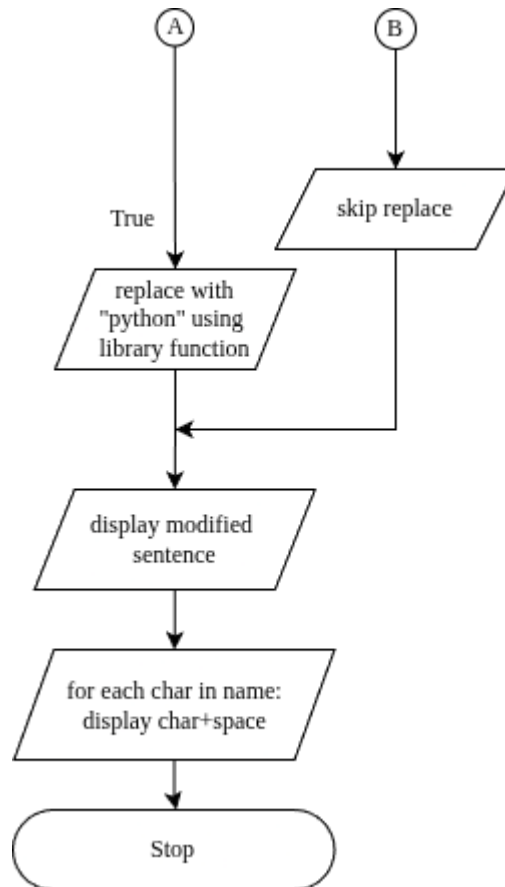 A
B
skip replace
True
replace with
"python" using
library function
display modified
sentence
for each char in name:
display char+space
Stop